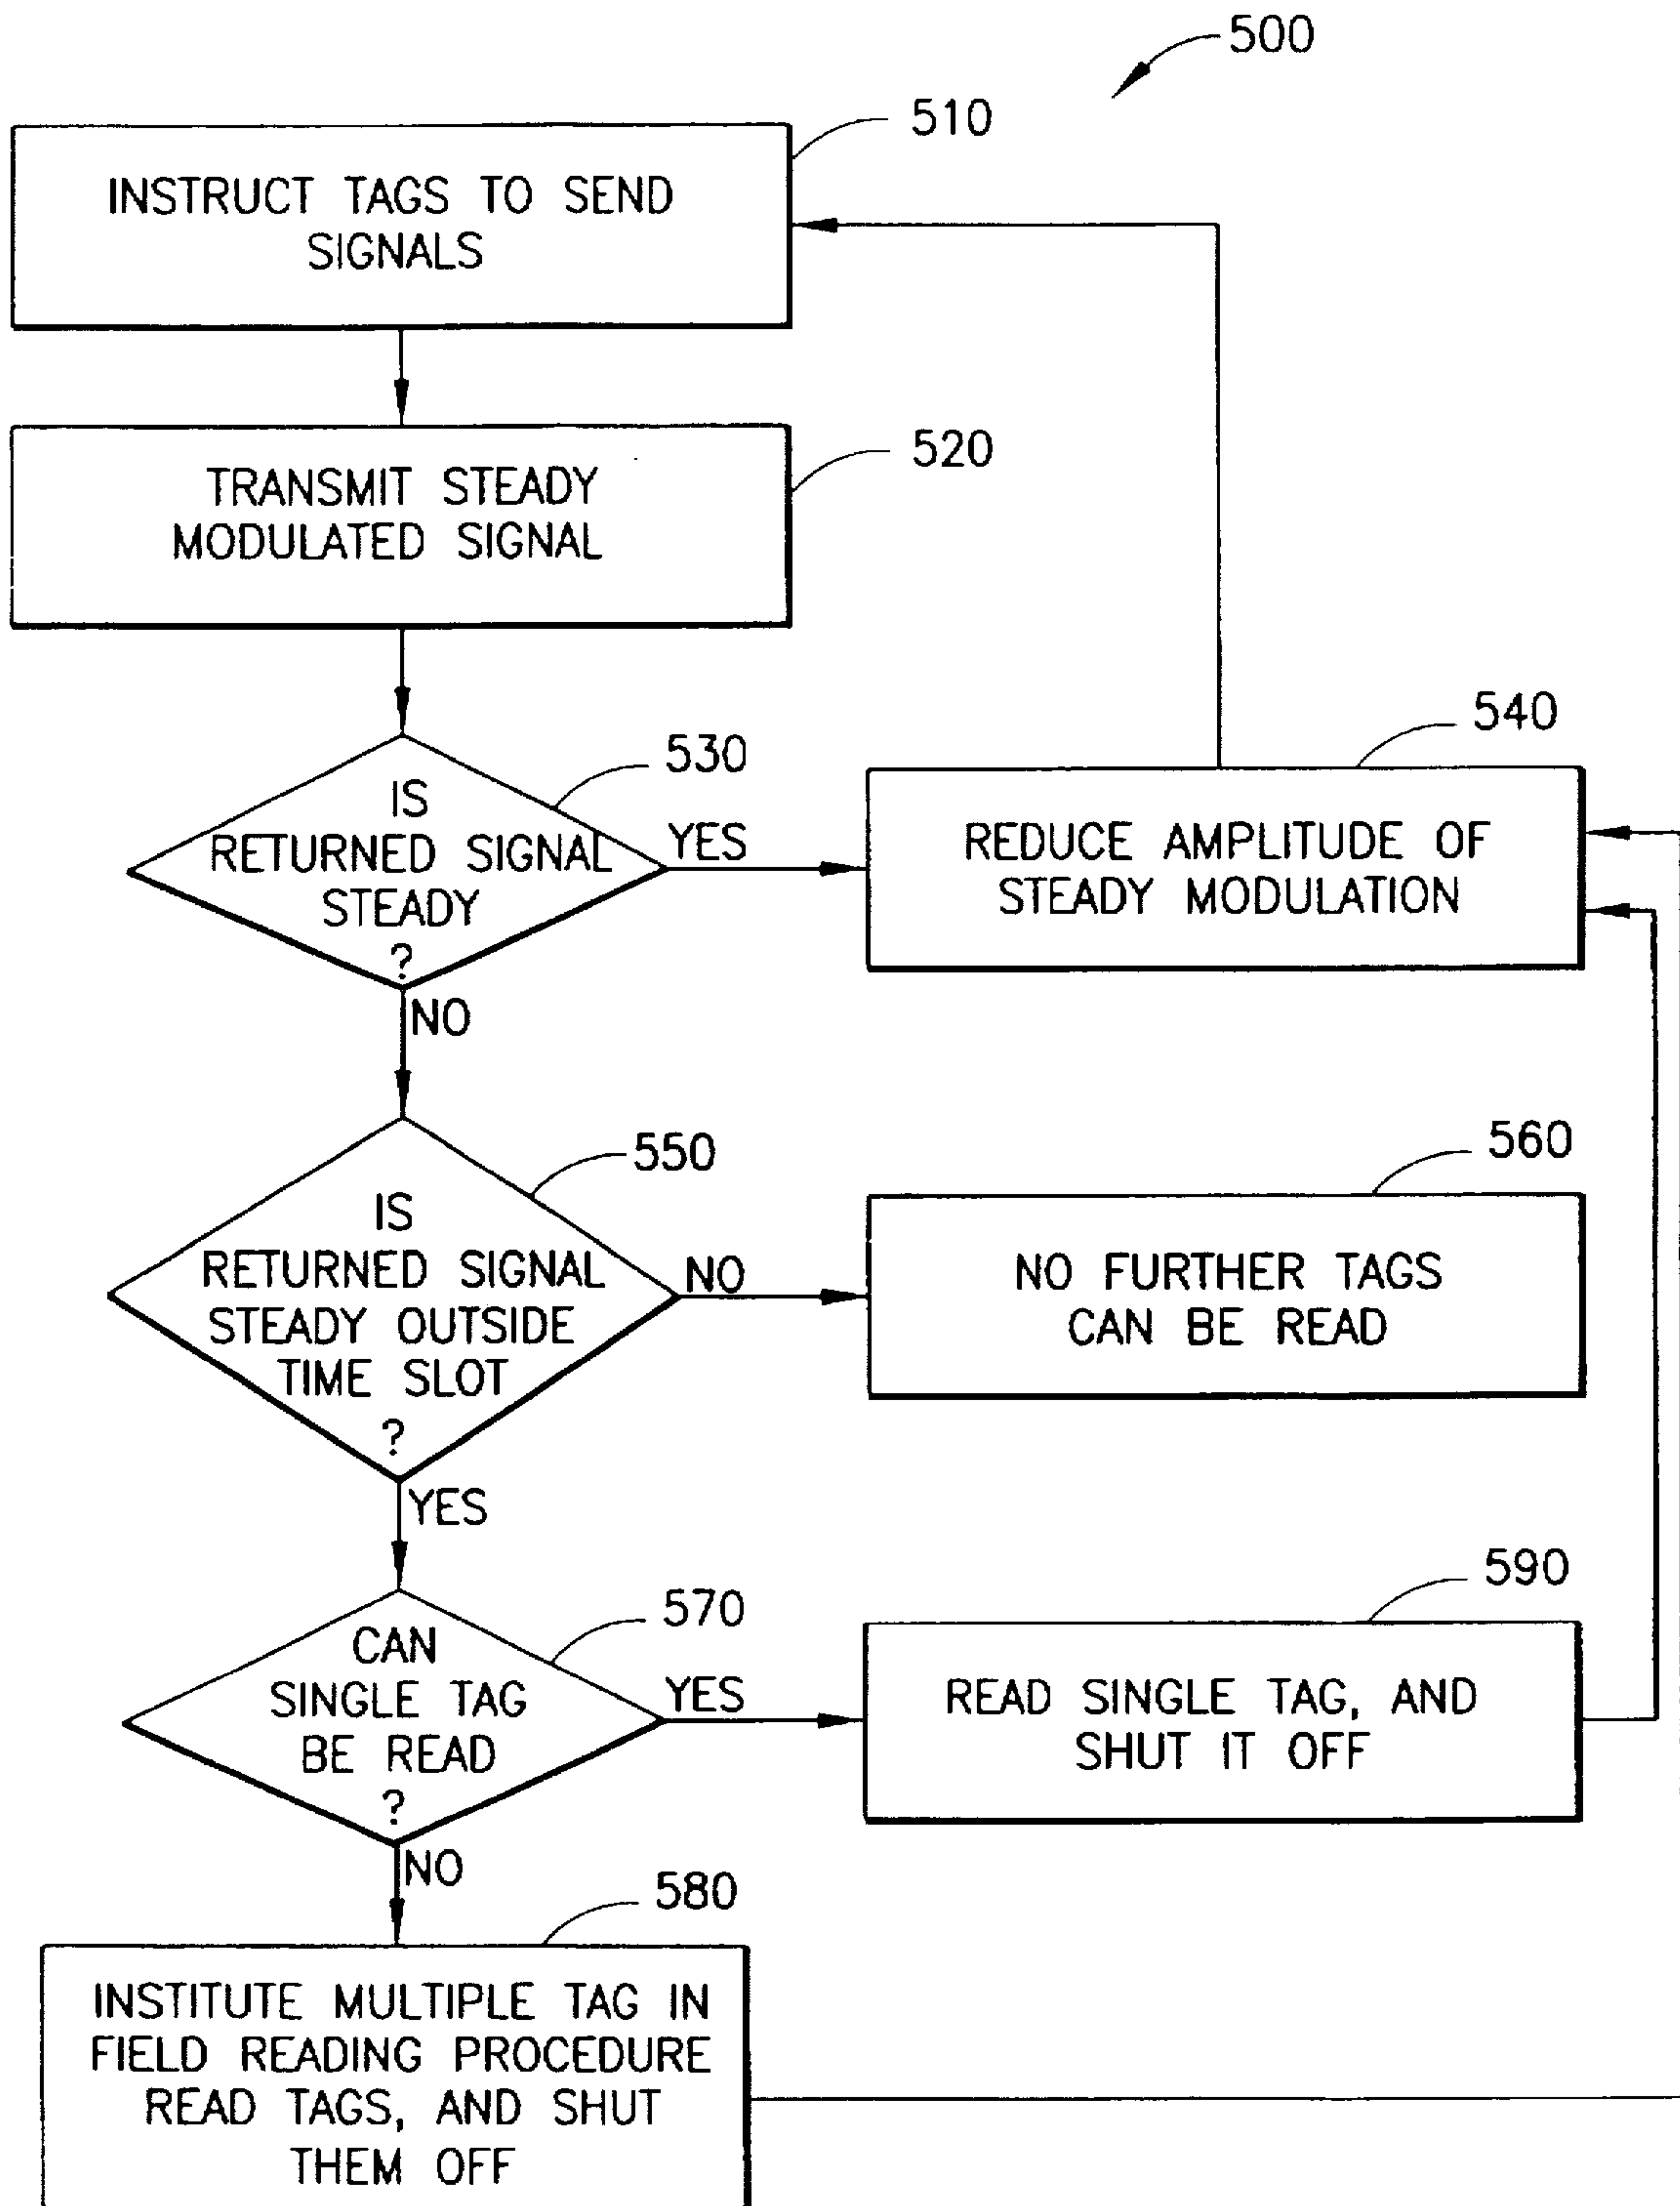 500
510
INSTRUCT TAGS TO SEND
SIGNALS
520
TRANSMIT STEADY
MODULATED SIGNAL
530
IS
RETURNED SIGNAL
STEADY
?
YES
NO
540
REDUCE AMPLITUDE OF
STEADY MODULATION
550
IS
RETURNED SIGNAL
STEADY OUTSIDE
TIME SLOT
?
NO
YES
560
NO FURTHER TAGS
CAN BE READ
570
CAN
SINGLE TAG
BE READ
?
YES
NO
590
READ SINGLE TAG, AND
SHUT IT OFF
580
INSTITUTE MULTIPLE TAG IN
FIELD READING PROCEDURE
READ TAGS, AND SHUT
THEM OFF